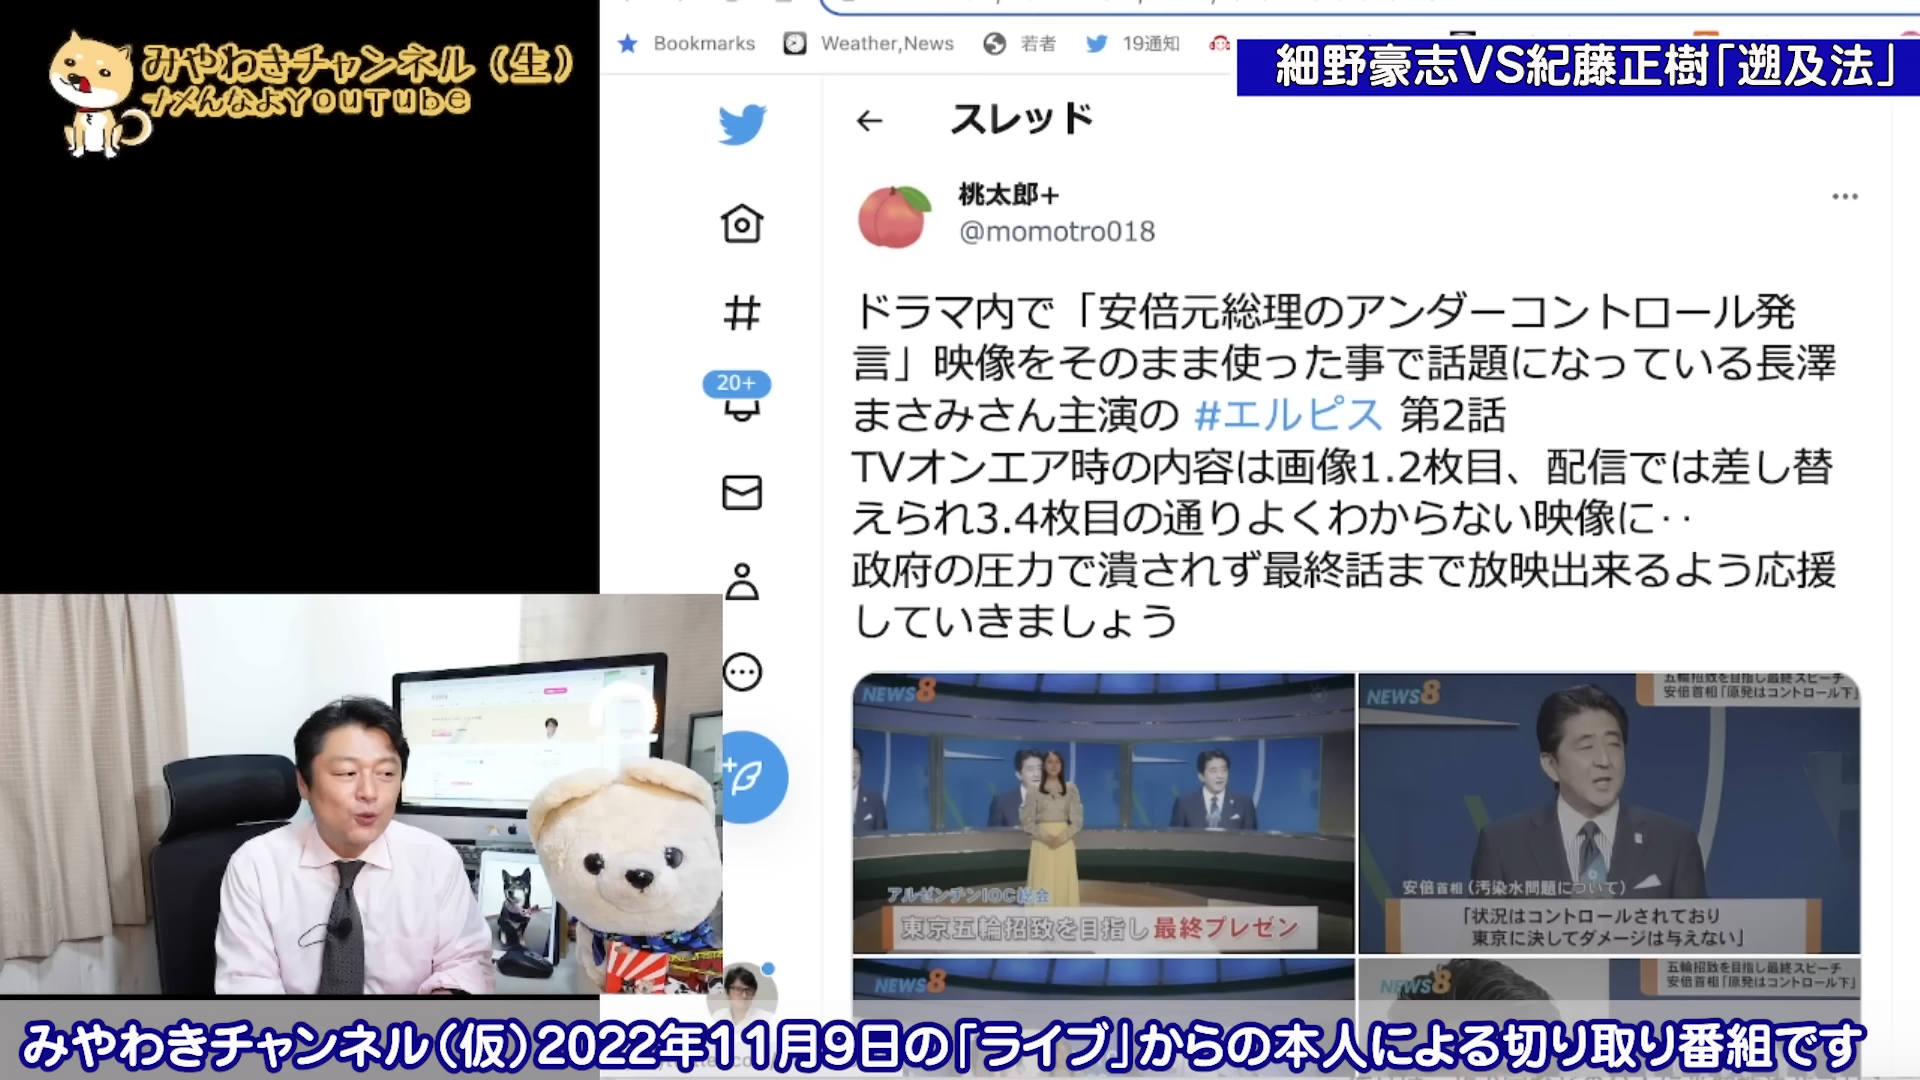 みやわきチャンネル（生）
ナメんなよYouTube
Bookmarks
Weather,News
若者
19通知
細野豪志VS紀藤正樹「遡及法」
スレッド
桃太郎+
@momotro018
20+
ドラマ内で「安倍元総理のアンダーコントロール発
言」映像をそのまま使った事で話題になっている長澤
まさみさん主演の #エルピス 第2話
TVオンエア時の内容は画像1.2枚目、配信では差し替
えられ3.4枚目の通りよくわからない映像に‥
政府の圧力で潰されず最終話まで放映出来るよう応援
していきましょう
NEWS8
アルゼンチンIOC総会
東京五輪招致を目指し最終プレゼン
NEWS8
五輪招致を目指し最終スピーチ
安倍首相「原発はコントロール下」
安倍首相（汚染水問題について）
「状況はコントロールされており
東京に決してダメージは与えない」
NEWS8
NEWS8
五輪招致を目指し最終スピーチ
安倍首相「原発はコントロール下」
みやわきチャンネル（仮）2022年11月9日の「ライブ」からの本人による切り取り番組です